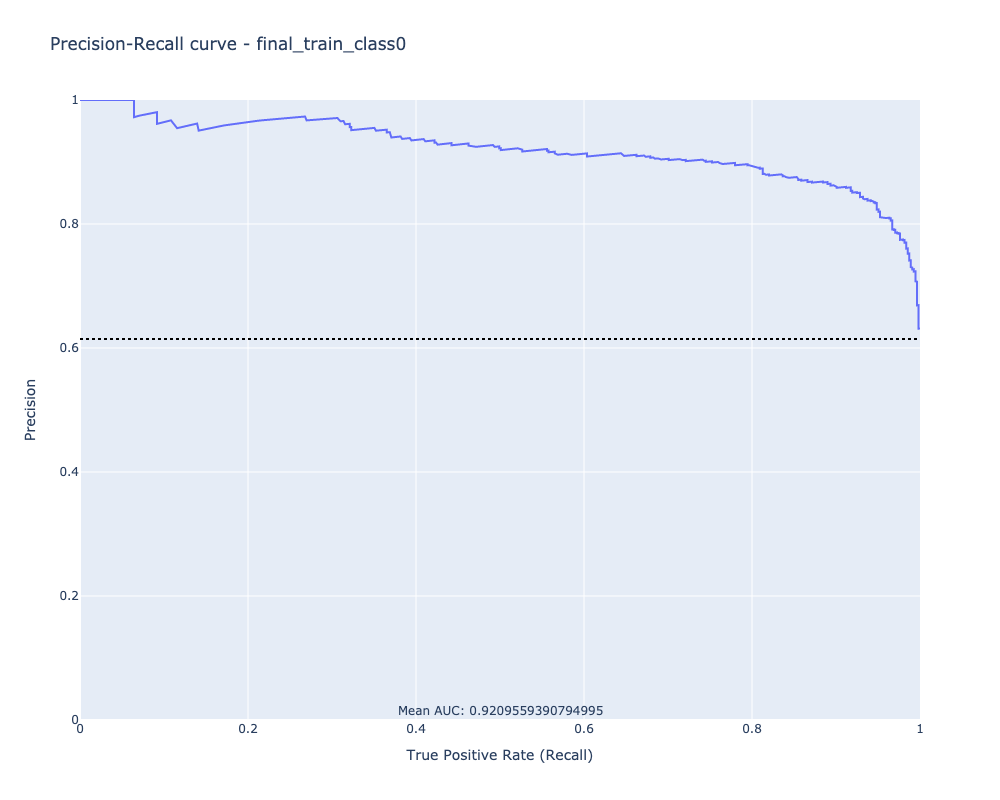 Precision-Recall curve - final_train_class0
1
0.8
0.6
0.4
0.2
0
Precision
Mean AUC: 0.9209559390794995
0 0.2 0.4 0.6 0.8 1
True Positive Rate (Recall)